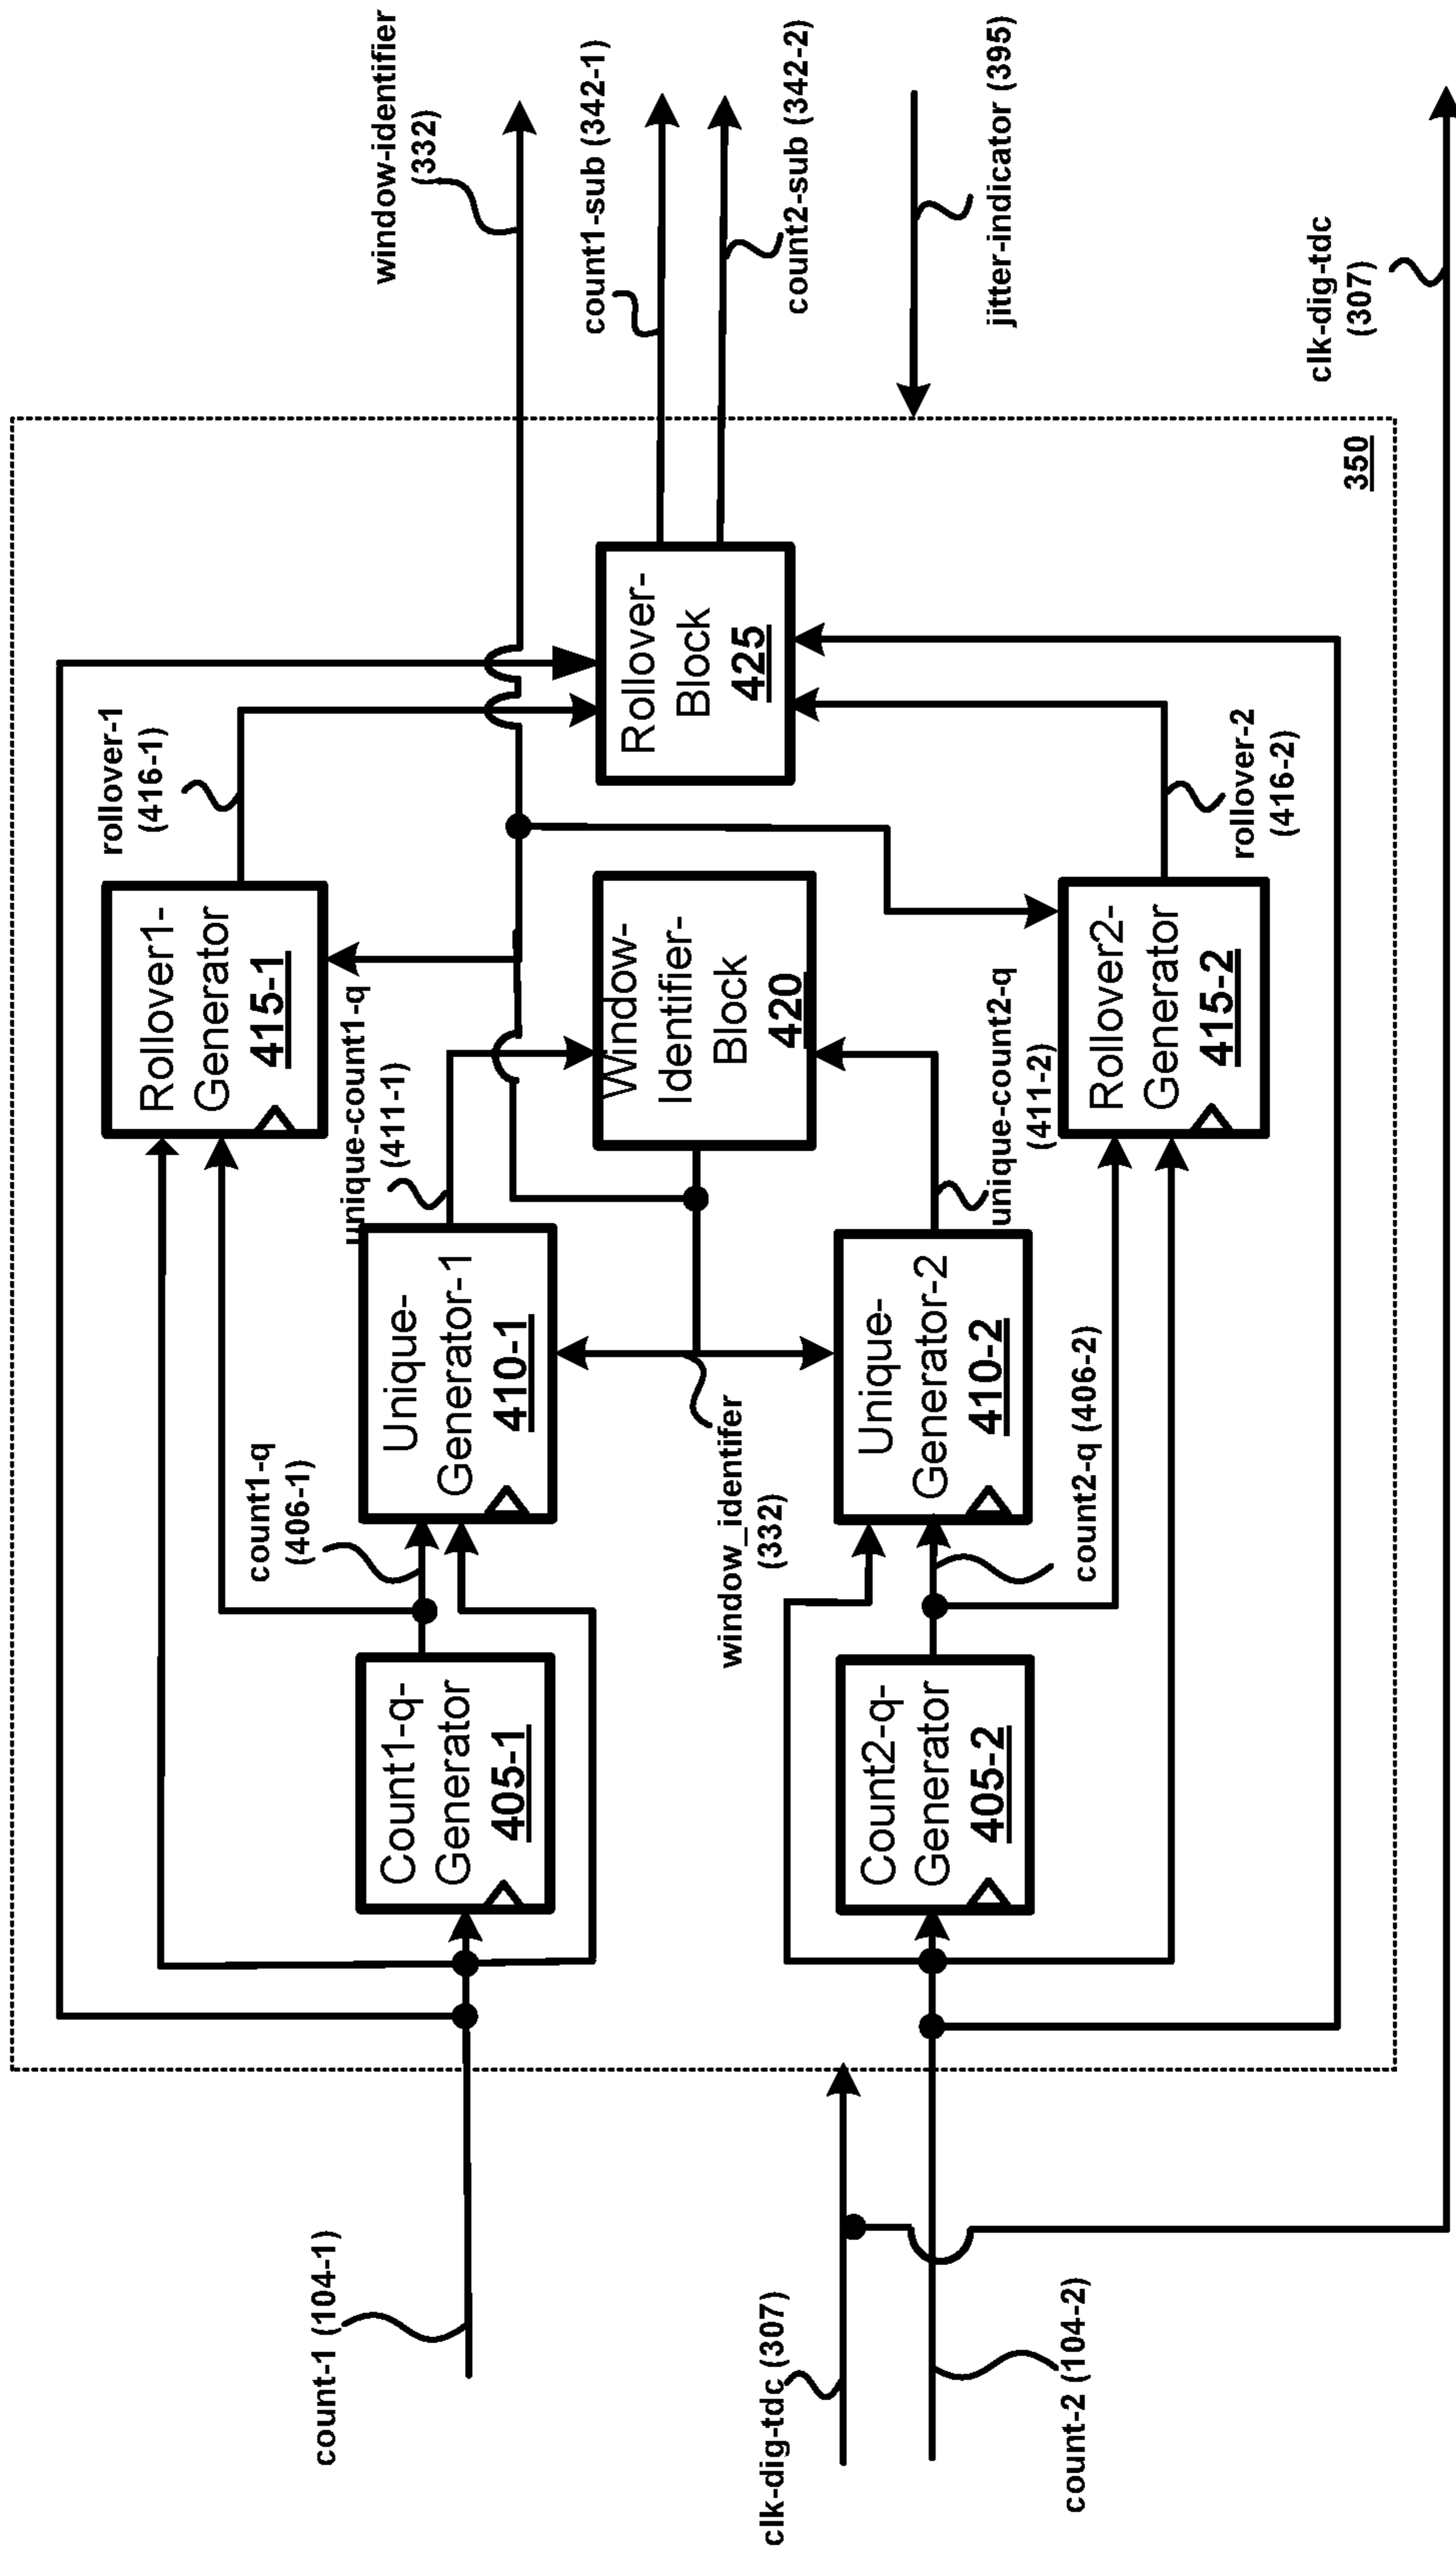 window-identifier
(332)
count1-sub (342-1)
count2-sub (342-2)
jitter-indicator (395)
clk-dig-tdc
(307)
350
rollover-1
(416-1)
Rollover-
Block
425
rollover-2
(416-2)
Rollover1-
Generator
415-1
Window-
Identifier-
Block
420
Rollover2-
Generator
415-2
unique-count1-q
(411-1)
unique-count2-q
(411-2)
Unique-
Generator-1
410-1
Unique-
Generator-2
410-2
count1-q
(406-1)
window_identifer
(332)
count2-q (406-2)
Count1-q-
Generator
405-1
Count2-q-
Generator
405-2
count-1 (104-1)
clk-dig-tdc (307)
count-2 (104-2)